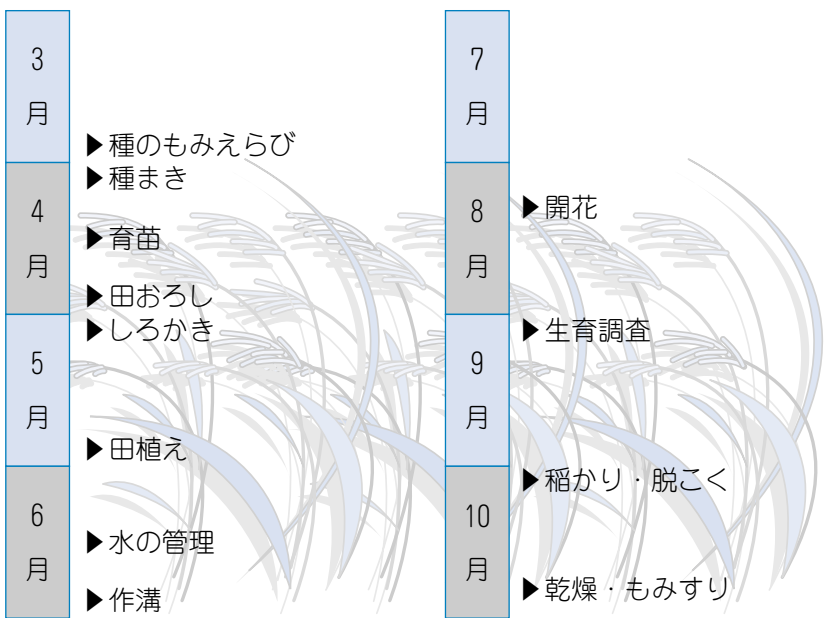 3月
種のもみえらび
種まき
4月
育苗
田おろし
しろかき
5月
田植え
6月
水の管理
作溝
7月
8月
開花
生育調査
9月
稲かり・脱こく
10月
乾燥・もみすり